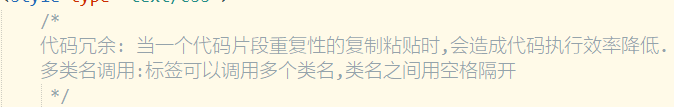 /*
代码冗余: 当一个代码片段重复性的复制粘贴时,会造成代码执行效率降低.
多类名调用:标签可以调用多个类名,类名之间用空格隔开
*/